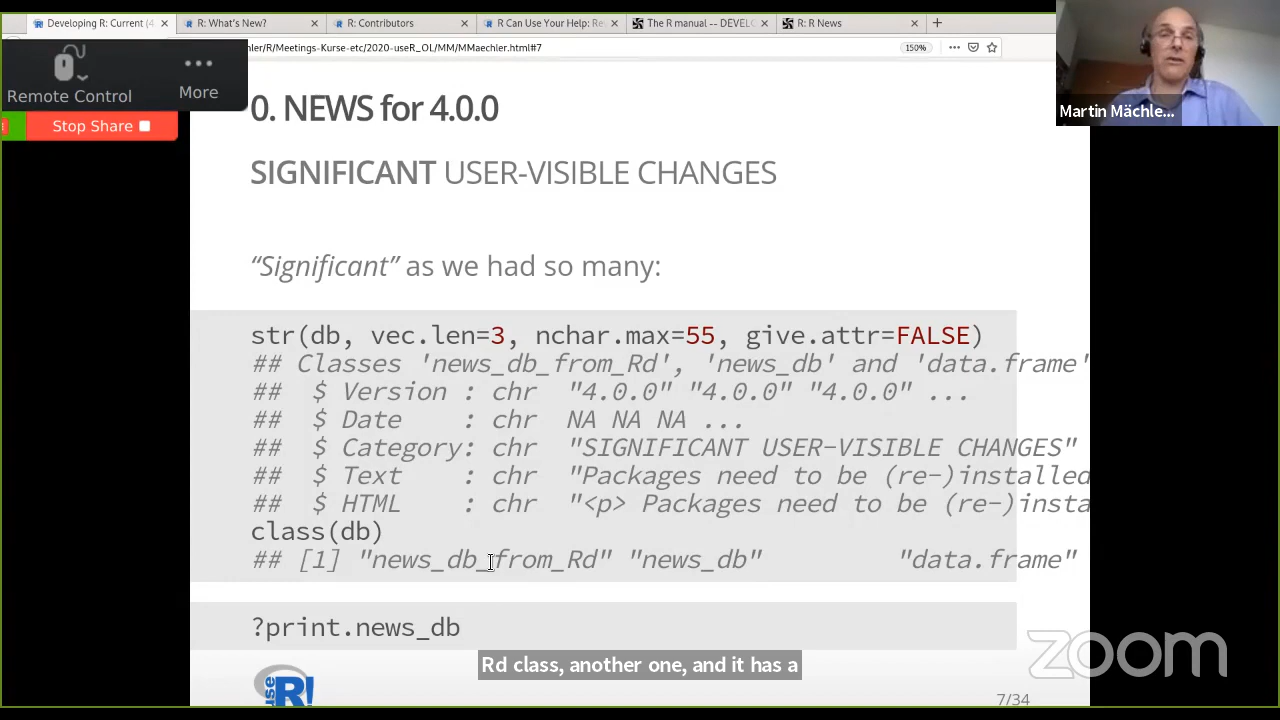 Developing R: Current (4
R: What's New?
R: Contributors
R Can Use Your Help: Re
The R manual -- DEVELC
R: R News
hler/R/Meetings-Kurse-etc/2020-useR_OL/MM/MMaechler.html#7
150%
Remote Control
More
Stop Share
Martin Mächle...
0. NEWS for 4.0.0
SIGNIFICANT USER-VISIBLE CHANGES
“Significant” as we had so many:
str(db, vec.len=3, nchar.max=55, give.attr=FALSE)
## Classes 'news_db_from_Rd', 'news_db' and 'data.frame'
##  $ Version : chr  "4.0.0" "4.0.0" "4.0.0" ...
##  $ Date    : chr  NA NA NA ...
##  $ Category: chr  "SIGNIFICANT USER-VISIBLE CHANGES"
##  $ Text    : chr  "Packages need to be (re-)installed
##  $ HTML    : chr  "<p> Packages need to be (re-)insta
class(db)
## [1] "news_db_from_Rd" "news_db"         "data.frame"
?print.news_db
Rd class, another one, and it has a
zoom
use R!
7/34